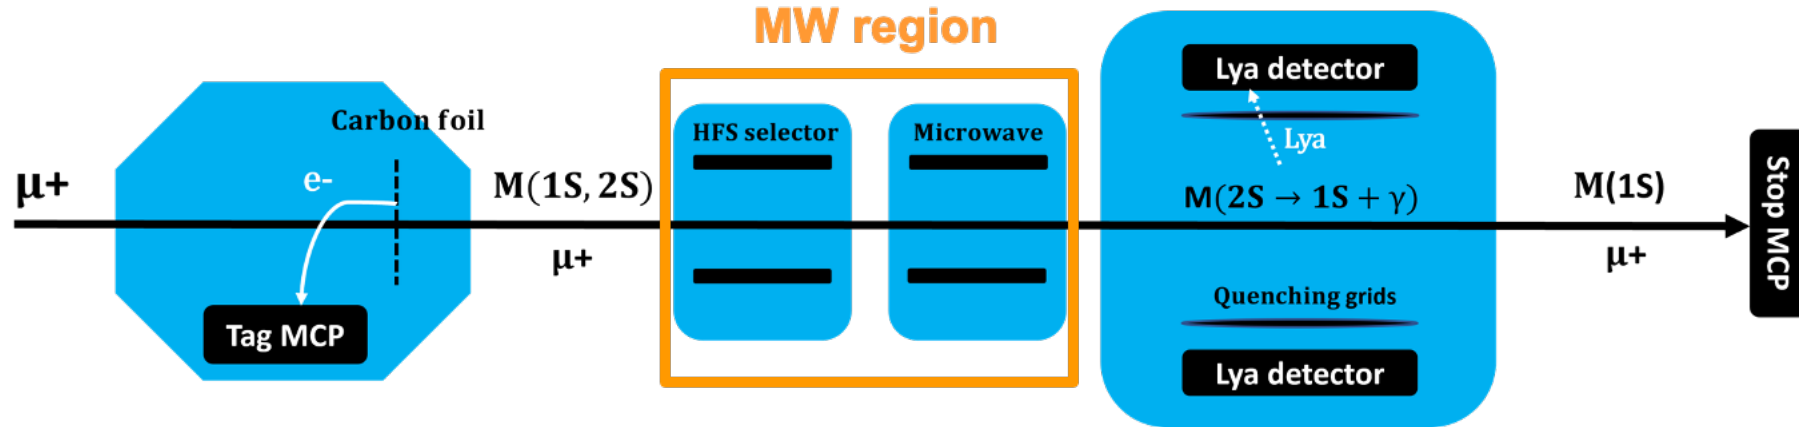 MW region
Lya detector
Carbon foil
HFS selector
Microwave
Lya
e-
μ+
M(1S, 2S)
M(2S → 1S + γ)
M(1S)
Stop MCP
μ+
μ+
Quenching grids
Tag MCP
Lya detector